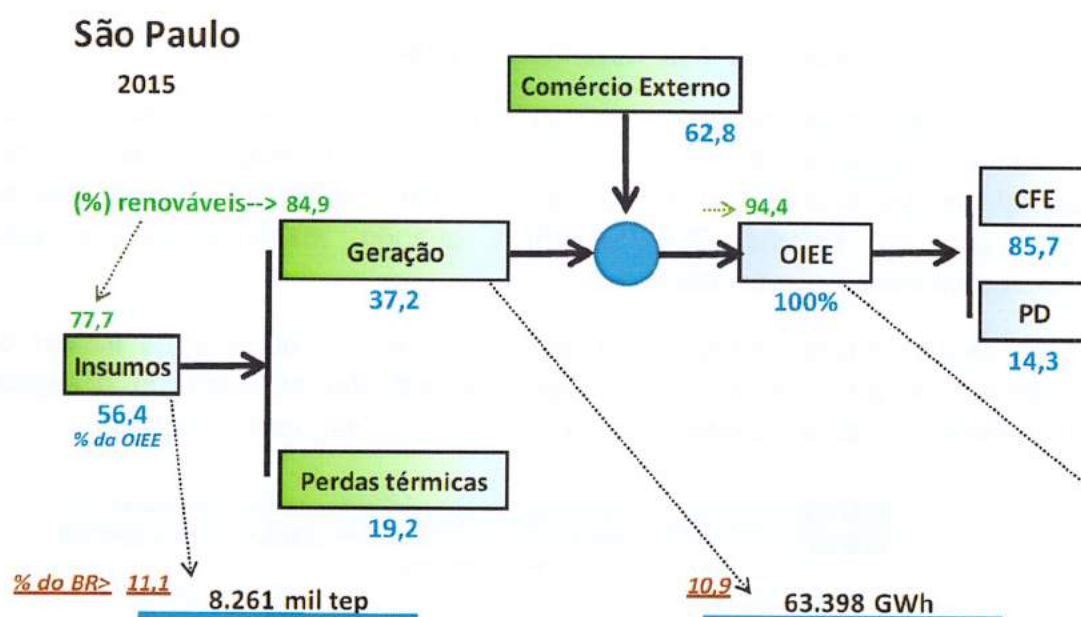 São Paulo
2015
Comércio Externo
62,8
(%) renováveis--> 84,9
94,4
CFE
85,7
Geração
37,2
OIEE
100%
PD
14,3
77,7
Insumos
56,4
% da OIEE
Perdas térmicas
19,2
% do BR> 11,1
8.261 mil tep
10,9
63.398 GWh